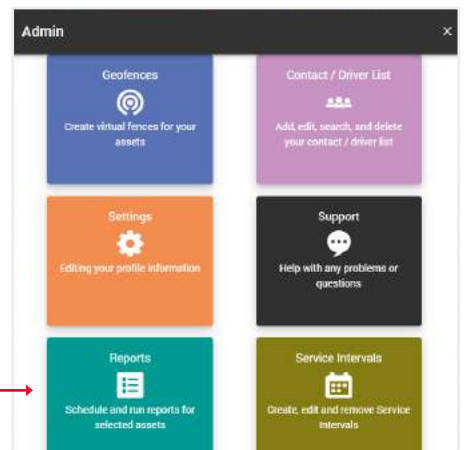 Admin
×
Geofences
Create virtual fences for your
assets
Contact / Driver List
Add, edit, search, and delete
your contact / driver list
Settings
Editing your profile information
Support
Help with any problems or
questions
Reports
Schedule and run reports for
selected assets
Service Intervals
Create, edit and remove Service
Intervals